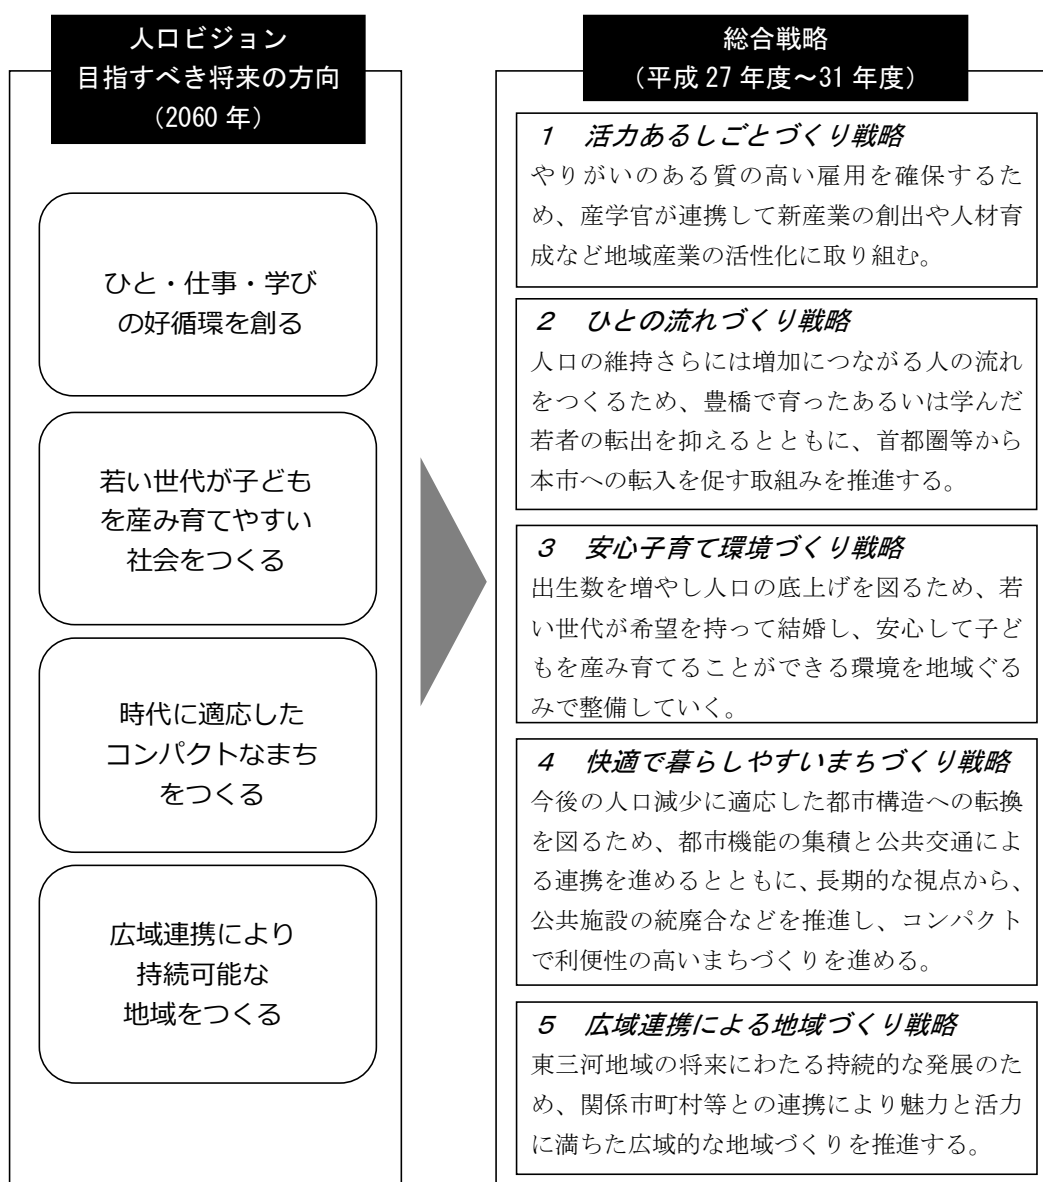 人口ビジョン
目指すべき将来の方向
（2060 年）
ひと・仕事・学び
の好循環を創る
若い世代が子ども
を産み育てやすい
社会をつくる
時代に適応した
コンパクトなまち
をつくる
広域連携により
持続可能な
地域をつくる
総合戦略
（平成 27 年度～31 年度）
１　活力あるしごとづくり戦略
やりがいのある質の高い雇用を確保するた
め、産学官が連携して新産業の創出や人材育
成など地域産業の活性化に取り組む。
２　ひとの流れづくり戦略
人口の維持さらには増加につながる人の流れ
をつくるため、豊橋で育ったあるいは学んだ
若者の転出を抑えるとともに、首都圏等から
本市への転入を促す取組みを推進する。
３　安心子育て環境づくり戦略
出生数を増やし人口の底上げを図るため、若
い世代が希望を持って結婚し、安心して子ど
もを産み育てることができる環境を地域ぐる
みで整備していく。
４　快適で暮らしやすいまちづくり戦略
今後の人口減少に適応した都市構造への転換
を図るため、都市機能の集積と公共交通によ
る連携を進めるとともに、長期的な視点から、
公共施設の統廃合などを推進し、コンパクト
で利便性の高いまちづくりを進める。
５　広域連携による地域づくり戦略
東三河地域の将来にわたる持続的な発展のた
め、関係市町村等との連携により魅力と活力
に満ちた広域的な地域づくりを推進する。